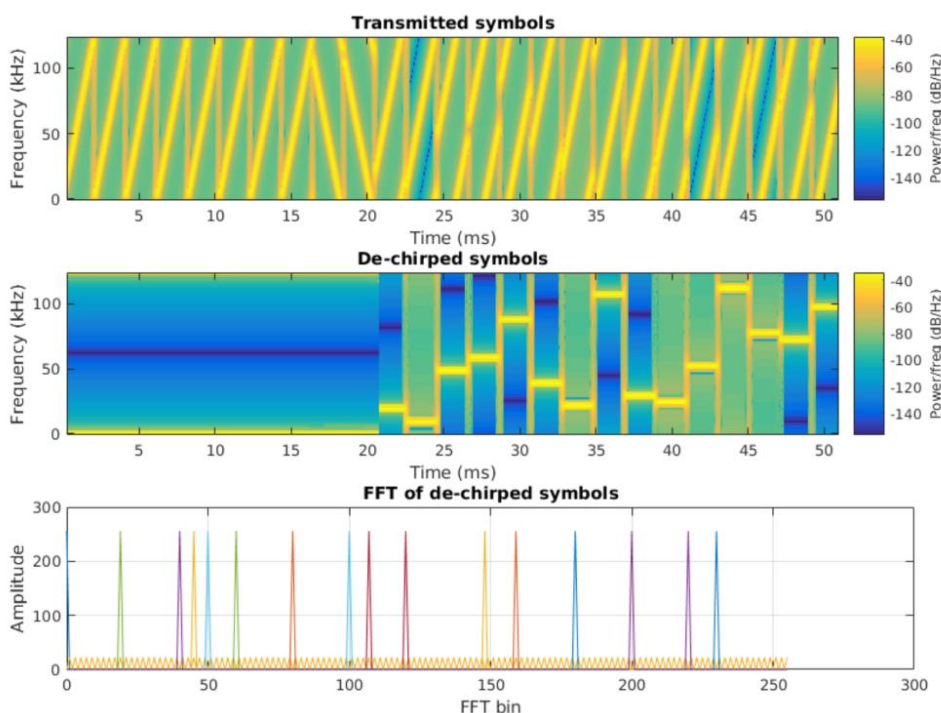 Transmitted symbols
Frequency (kHz)
100
50
0
5 10 15 20 25 30 35 40 45 50
Time (ms)
-40
-60
-80
-100
-120
-140
Power/freq (dB/Hz)
De-chirped symbols
Frequency (kHz)
100
50
0
5 10 15 20 25 30 35 40 45 50
Time (ms)
-40
-60
-80
-100
-120
-140
Power/freq (dB/Hz)
FFT of de-chirped symbols
Amplitude
300
200
100
0
0 50 100 150 200 250 300
FFT bin